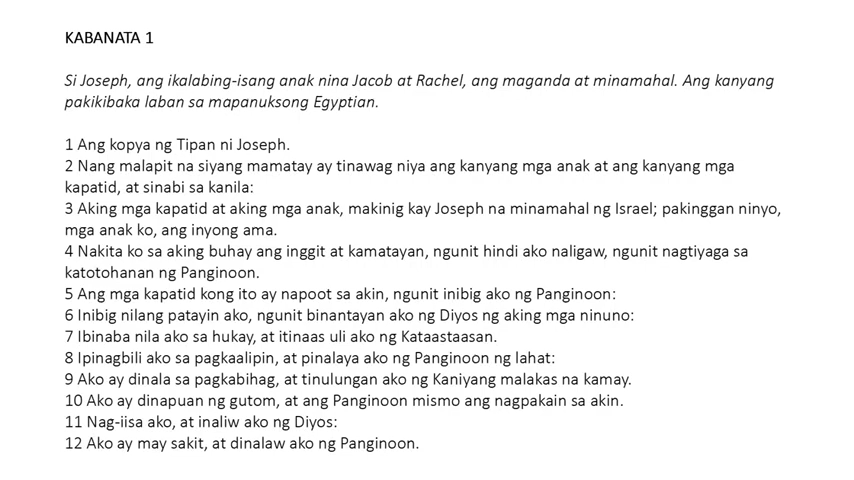 KABANATA 1
Si Joseph, ang ikalabing-isang anak nina Jacob at Rachel, ang maganda at minamahal. Ang kanyang
pakikibaka laban sa mapanuksong Egyptian.
1 Ang kopya ng Tipan ni Joseph.
2 Nang malapit na siyang mamatay ay tinawag niya ang kanyang mga anak at ang kanyang mga
kapatid, at sinabi sa kanila:
3 Aking mga kapatid at aking mga anak, makinig kay Joseph na minamahal ng Israel; pakinggan ninyo,
mga anak ko, ang inyong ama.
4 Nakita ko sa aking buhay ang inggit at kamatayan, ngunit hindi ako naligaw, ngunit nagtiyaga sa
katotohanan ng Panginoon.
5 Ang mga kapatid kong ito ay napoot sa akin, ngunit inibig ako ng Panginoon:
6 Inibig nilang patayin ako, ngunit binantayan ako ng Diyos ng aking mga ninuno:
7 Ibinaba nila ako sa hukay, at itinaas uli ako ng Kataastaasan.
8 Ipinagbili ako sa pagkaalipin, at pinalaya ako ng Panginoon ng lahat:
9 Ako ay dinala sa pagkabihag, at tinulungan ako ng Kaniyang malakas na kamay.
10 Ako ay dinapuan ng gutom, at ang Panginoon mismo ang nagpakain sa akin.
11 Nag-iisa ako, at inaliw ako ng Diyos:
12 Ako ay may sakit, at dinalaw ako ng Panginoon.